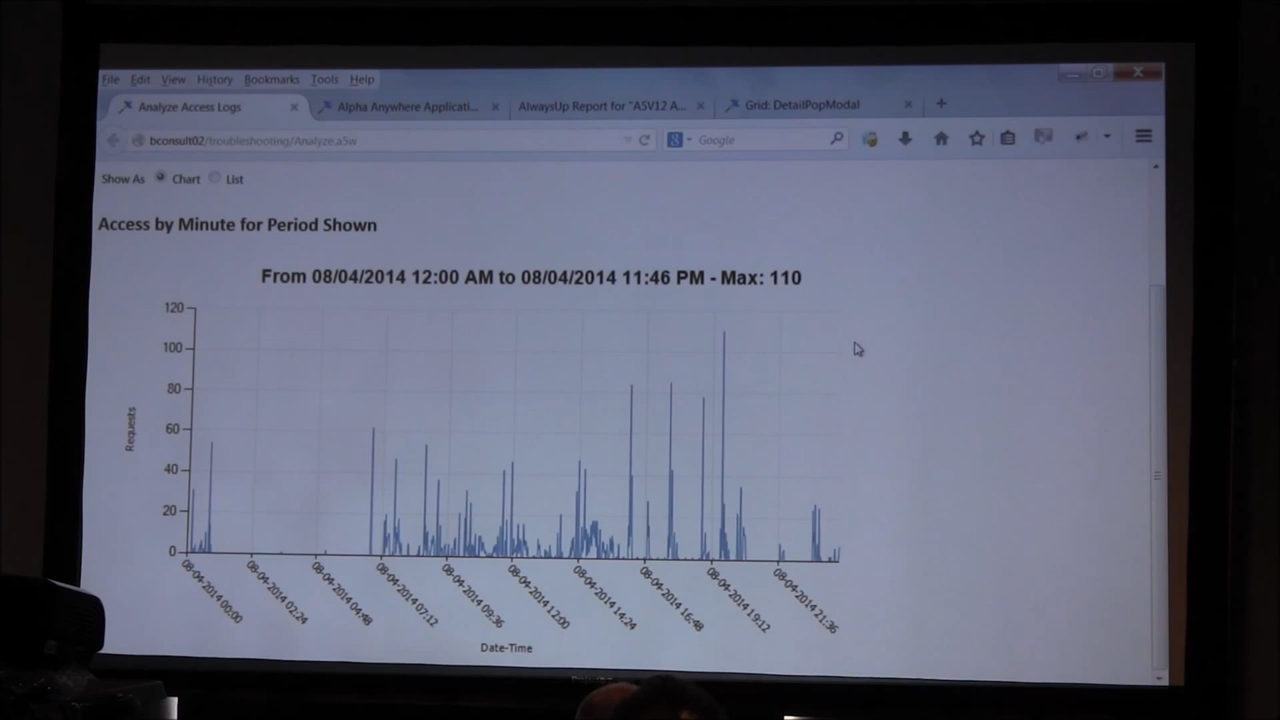 File Edit View History Bookmarks Tools Help
Analyze Access Logs × Alpha Anywhere Applicati... × AlwaysUp Report for "A5V12 A... × Grid: DetailPopModal × +
bconsult02/troubleshooting/Analyze.a5w Google
Show As Chart List
Access by Minute for Period Shown
From 08/04/2014 12:00 AM to 08/04/2014 11:46 PM - Max: 110
120
100
80
60
40
20
0
Requests
08-04-2014 00:00
08-04-2014 02:24
08-04-2014 04:48
08-04-2014 07:12
08-04-2014 09:36
08-04-2014 12:00
08-04-2014 14:24
08-04-2014 16:48
08-04-2014 19:12
08-04-2014 21:36
Date-Time